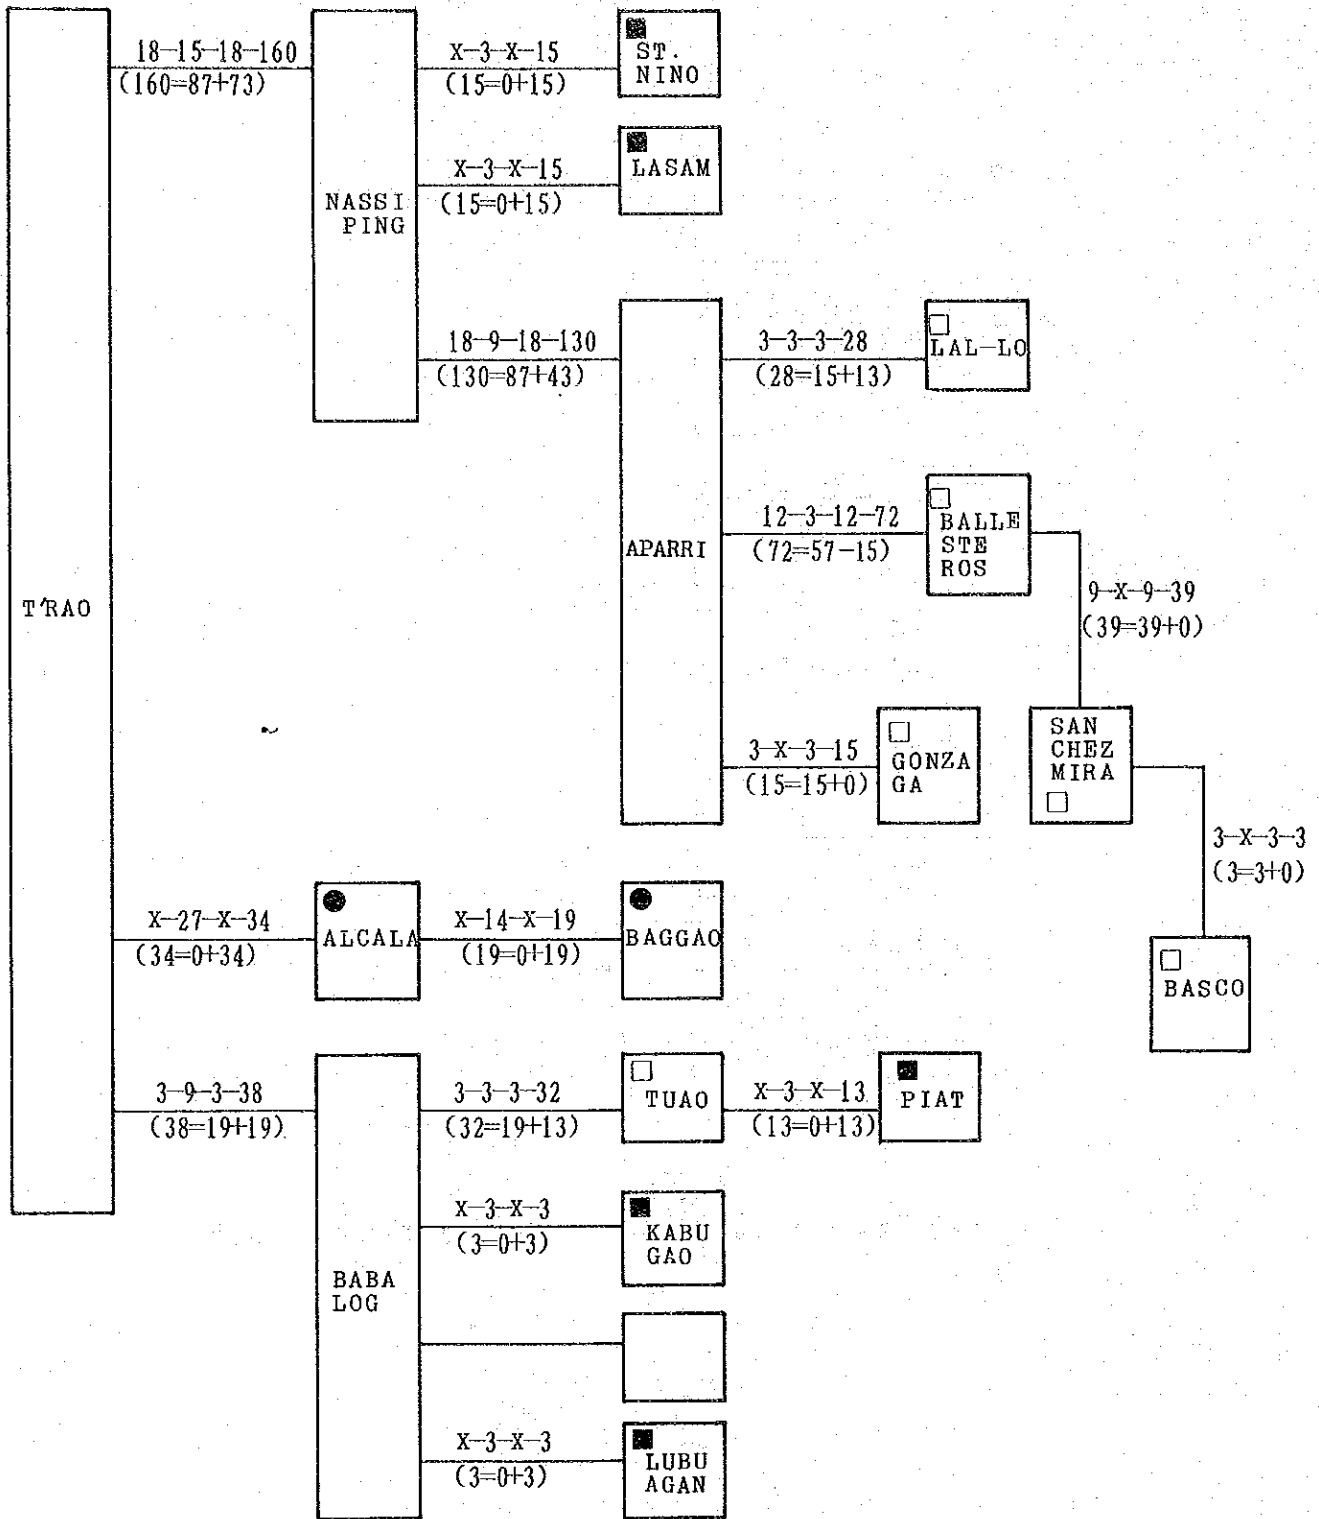 18-15-18-160
(160=87+73)
X-3-X-15
(15=0+15)
ST.
NINO
X-3-X-15
(15=0+15)
LASAM
NASSI
PING
18-9-18-130
(130=87+43)
3-3-3-28
(28=15+13)
LAL-LO
12-3-12-72
(72=57-15)
BALLE
STE
ROS
APARRI
9-X-9-39
(39=39+0)
T'RAO
3-X-3-15
(15=15+0)
GONZA
GA
SAN
CHEZ
MIRA
3-X-3-3
(3=3+0)
X-27-X-34
(34=0+34)
ALCALA
X-14-X-19
(19=0+19)
BAGGAO
BASCO
3-9-3-38
(38=19+19)
3-3-3-32
(32=19+13)
TUAO
X-3-X-13
(13=0+13)
PIAT
X-3-X-3
(3=0+3)
KABU
GAO
BABA
LOG
X-3-X-3
(3=0+3)
LUBU
AGAN